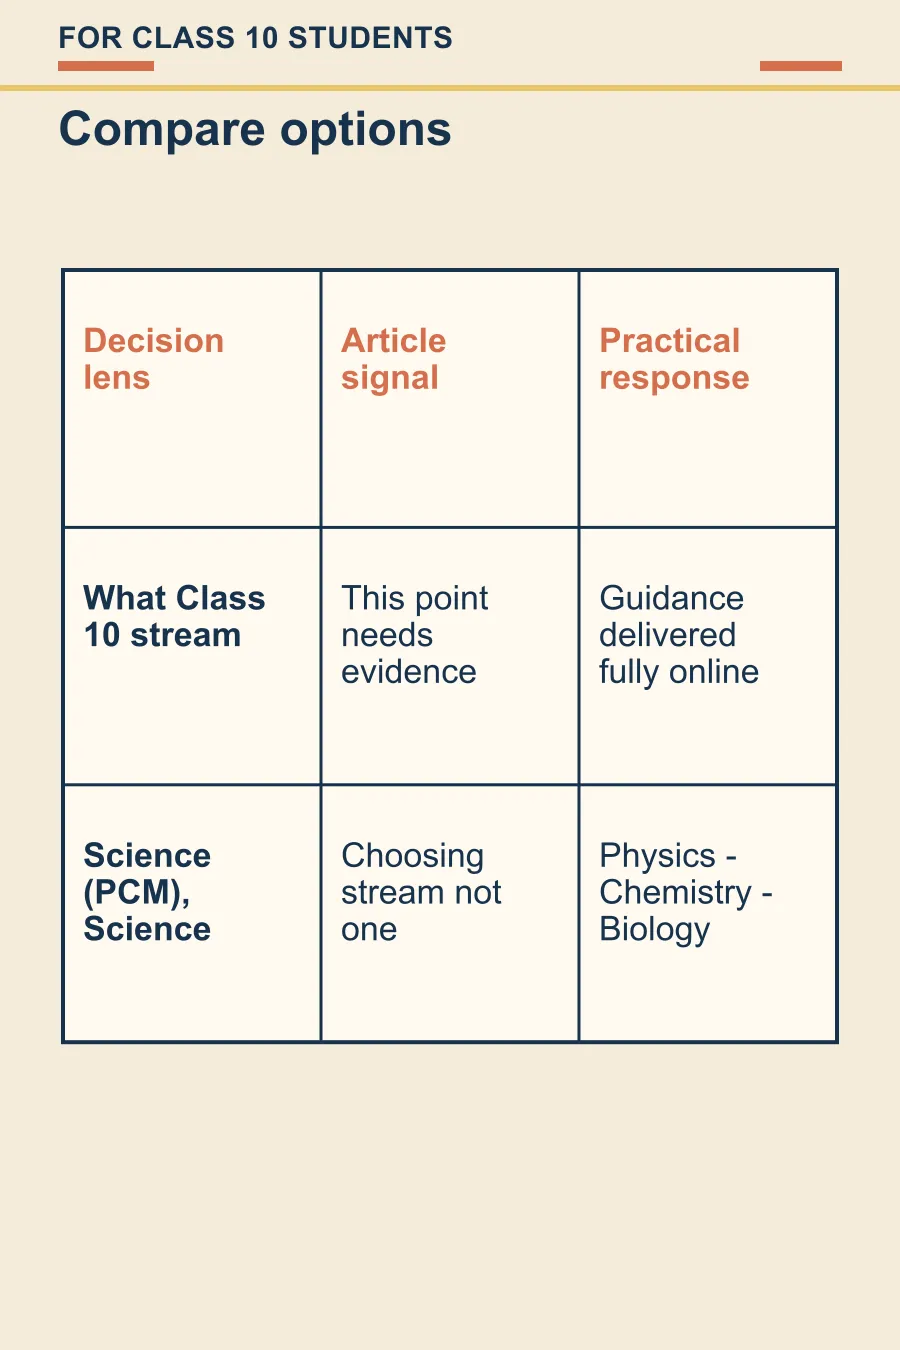 FOR CLASS 10 STUDENTS
Compare options
Decision
lens
Article
signal
Practical
response
What Class
10 stream
This point
needs
evidence
Guidance
delivered
fully online
Science
(PCM),
Science
Choosing
stream not
one
Physics -
Chemistry -
Biology